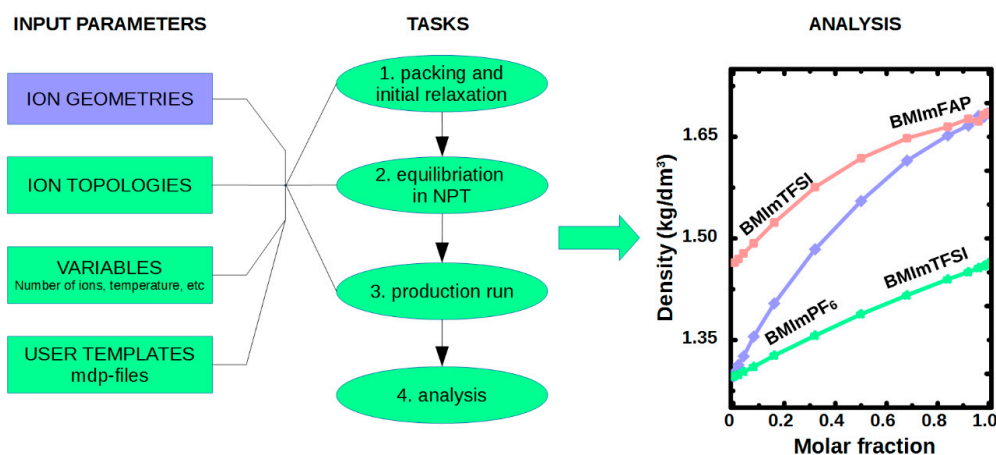 INPUT PARAMETERS
TASKS
ANALYSIS
ION GEOMETRIES
ION TOPOLOGIES
VARIABLES
Number of ions, temperature, etc
USER TEMPLATES
mdp-files
1. packing and
initial relaxation
2. equilibriation
in NPT
3. production run
4. analysis
Density (kg/dm³)
1.65
1.50
1.35
BMImFAP
BMImTFSI
BMImTFSI
BMImPF₆
0 0.2 0.4 0.6 0.8 1.0
Molar fraction